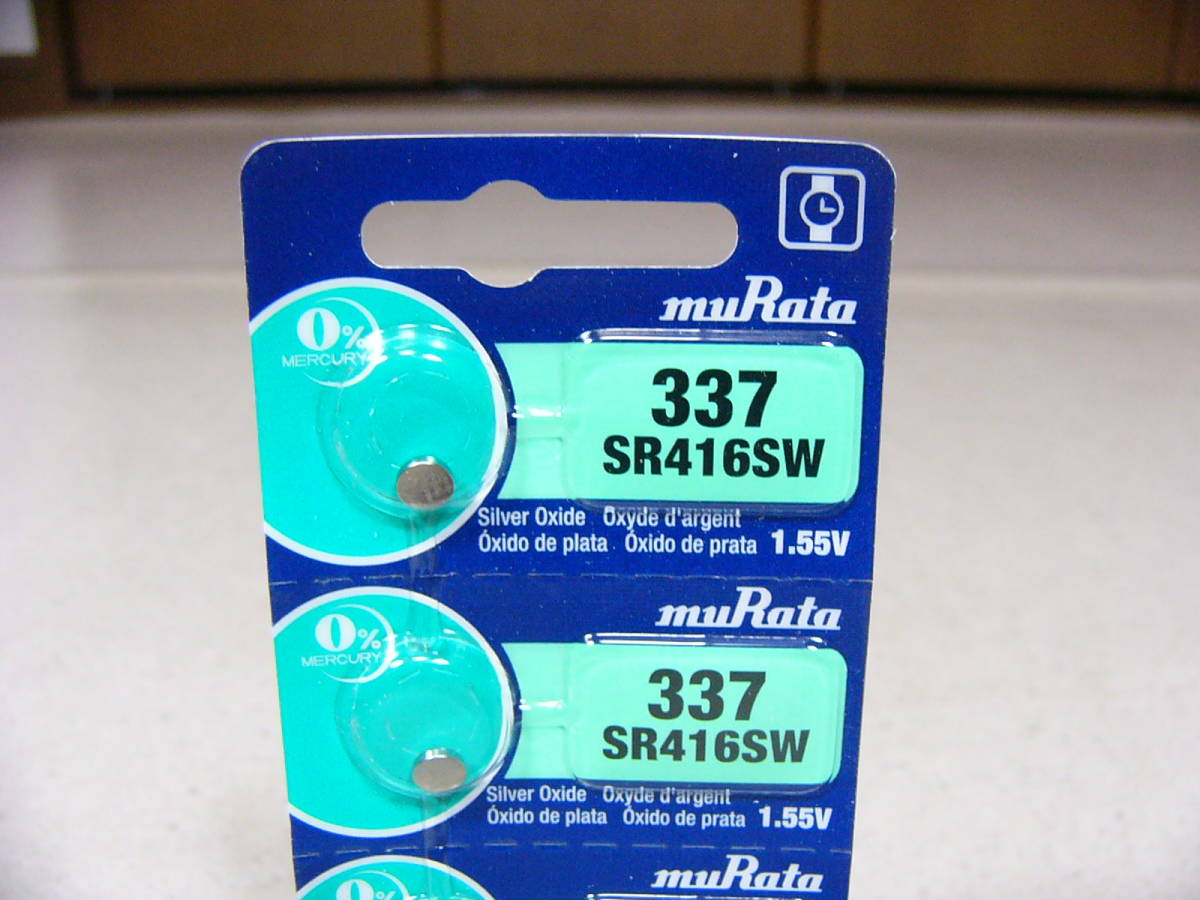 muRata
0%
MERCURY
337
SR416SW
Silver Oxide Oxyde d'argent
Óxido de plata Óxido de prata 1.55V
muRata
0%
MERCURY
337
SR416SW
Silver Oxide Oxyde d'argent
Óxido de plata Óxido de prata 1.55V
muRata
0%